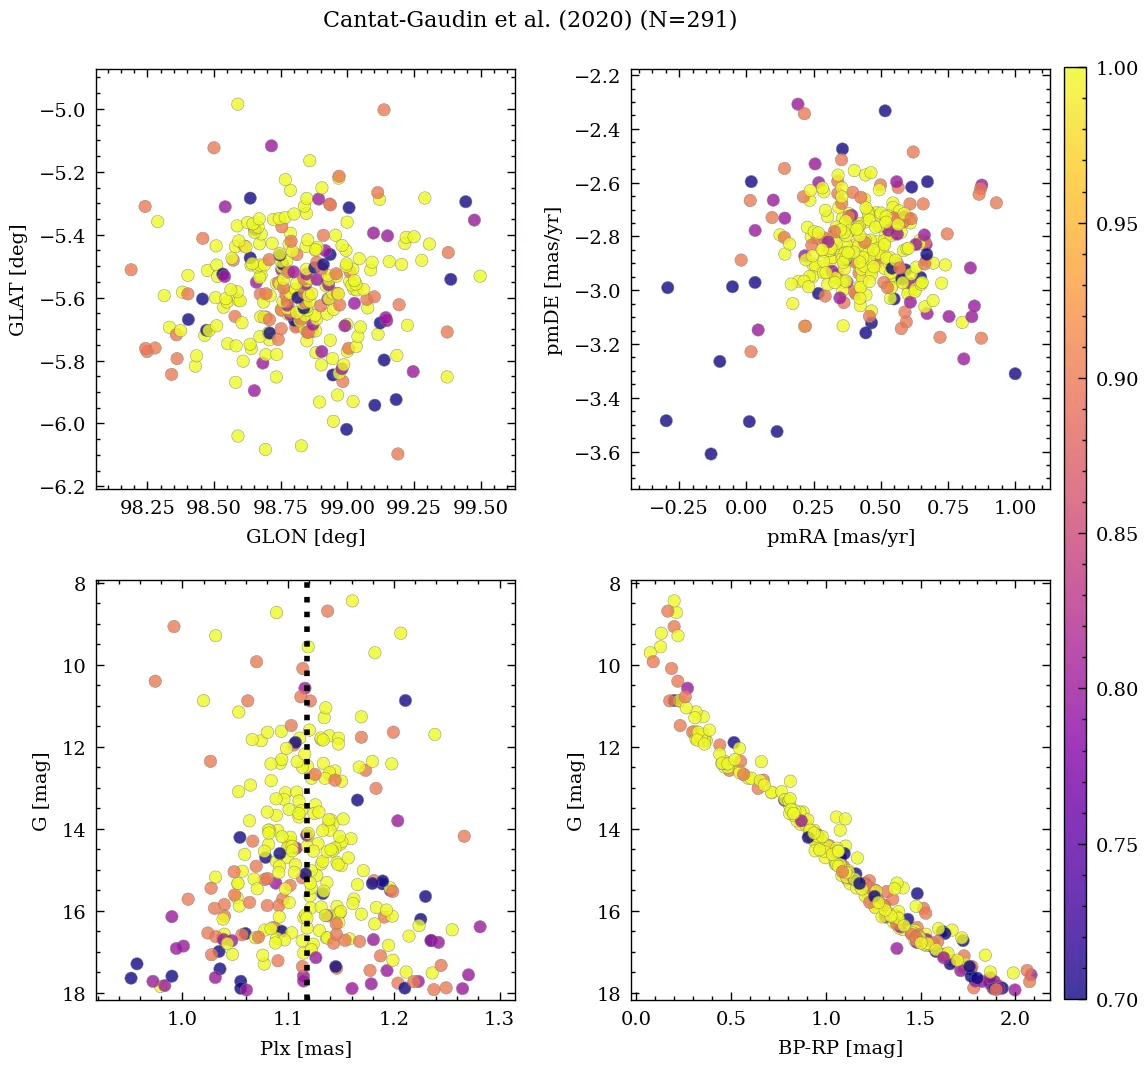 Cantat-Gaudin et al. (2020) (N=291)
−5.0
−5.2
−5.4
−5.6
−5.8
−6.0
−6.2
GLAT [deg]
98.25 98.50 98.75 99.00 99.25 99.50
GLON [deg]
−2.2
−2.4
−2.6
−2.8
−3.0
−3.2
−3.4
−3.6
pmDE [mas/yr]
−0.25 0.00 0.25 0.50 0.75 1.00
pmRA [mas/yr]
8
10
12
14
16
18
G [mag]
1.0 1.1 1.2 1.3
Plx [mas]
8
10
12
14
16
18
G [mag]
0.0 0.5 1.0 1.5 2.0
BP-RP [mag]
1.00
0.95
0.90
0.85
0.80
0.75
0.70